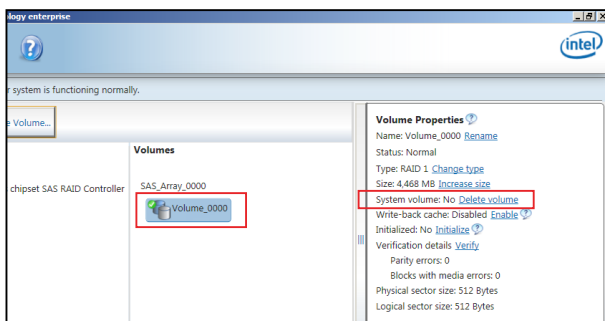 ology enterprise
intel
r system is functioning normally.
e Volume...
Volumes
chipset SAS RAID Controller
SAS_Array_0000
Volume_0000
Volume Properties
Name: Volume_0000 Rename
Status: Normal
Type: RAID 1 Change type
Size: 4,468 MB Increase size
System volume: No Delete volume
Write-back cache: Disabled Enable
Initialized: No Initialize
Verification details Verify
Parity errors: 0
Blocks with media errors: 0
Physical sector size: 512 Bytes
Logical sector size: 512 Bytes